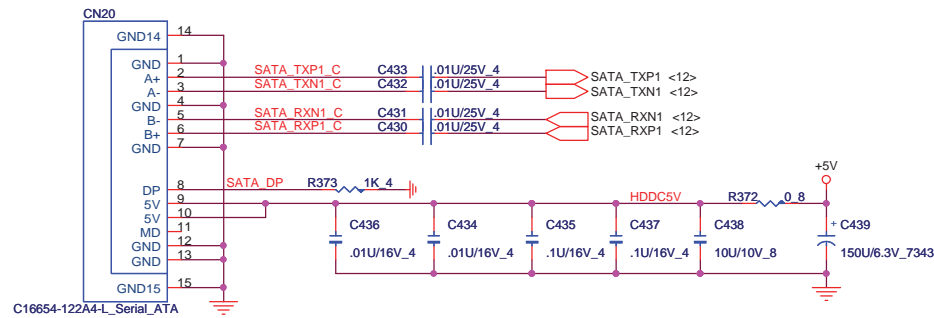 CN20
GND14 14
GND 1
A+ 2 SATA_TXP1_C C433 .01U/25V_4 SATA_TXP1 <12>
A- 3 SATA_TXN1_C C432 .01U/25V_4 SATA_TXN1 <12>
GND 4
B- 5 SATA_RXN1_C C431 .01U/25V_4 SATA_RXN1 <12>
B+ 6 SATA_RXP1_C C430 .01U/25V_4 SATA_RXP1 <12>
GND 7
+5V
DP 8 SATA_DP R373 1K_4
5V 9 HDDC5V R372 0_8
5V 10
MD 11
GND 12
GND 13
C436 C434 C435 C437 C438 + C439
.01U/16V_4 .01U/16V_4 .1U/16V_4 .1U/16V_4 10U/10V_8 150U/6.3V_7343
GND15 15
C16654-122A4-L_Serial_ATA